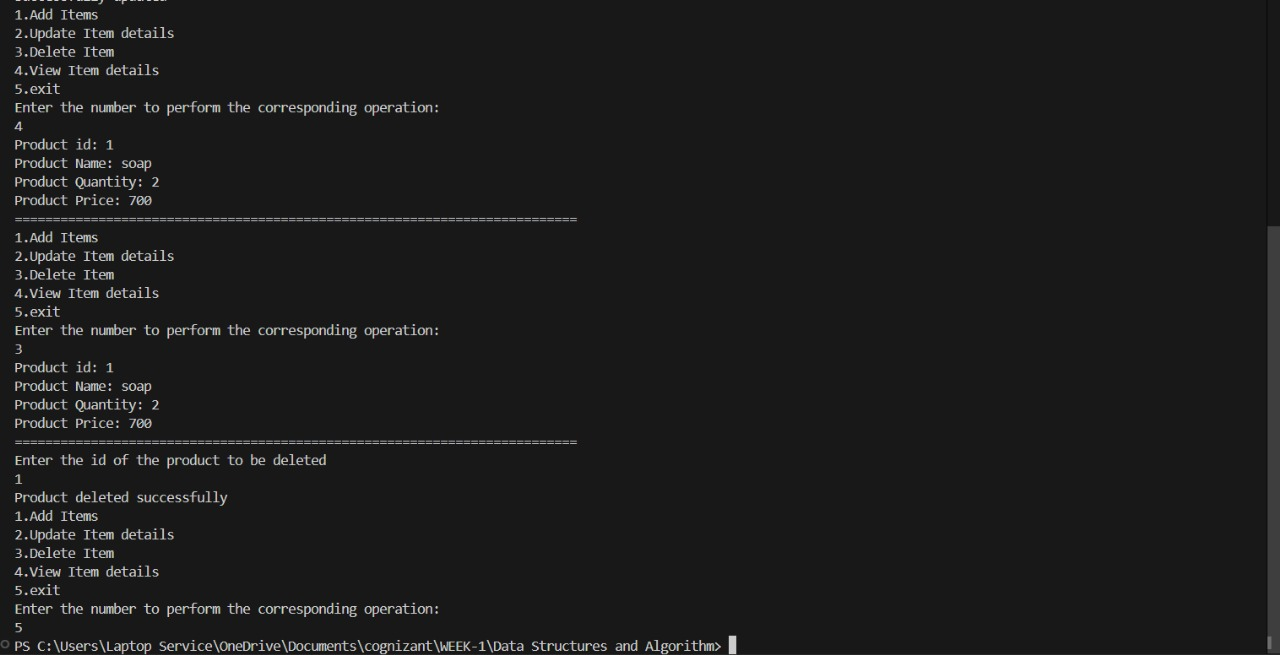 Successfully updated
1.Add Items
2.Update Item details
3.Delete Item
4.View Item details
5.exit
Enter the number to perform the corresponding operation:
4
Product id: 1
Product Name: soap
Product Quantity: 2
Product Price: 700
==========================================================================
1.Add Items
2.Update Item details
3.Delete Item
4.View Item details
5.exit
Enter the number to perform the corresponding operation:
3
Product id: 1
Product Name: soap
Product Quantity: 2
Product Price: 700
==========================================================================
Enter the id of the product to be deleted
1
Product deleted successfully
1.Add Items
2.Update Item details
3.Delete Item
4.View Item details
5.exit
Enter the number to perform the corresponding operation:
5
PS C:\Users\Laptop Service\OneDrive\Documents\cognizant\WEEK-1\Data Structures and Algorithm>